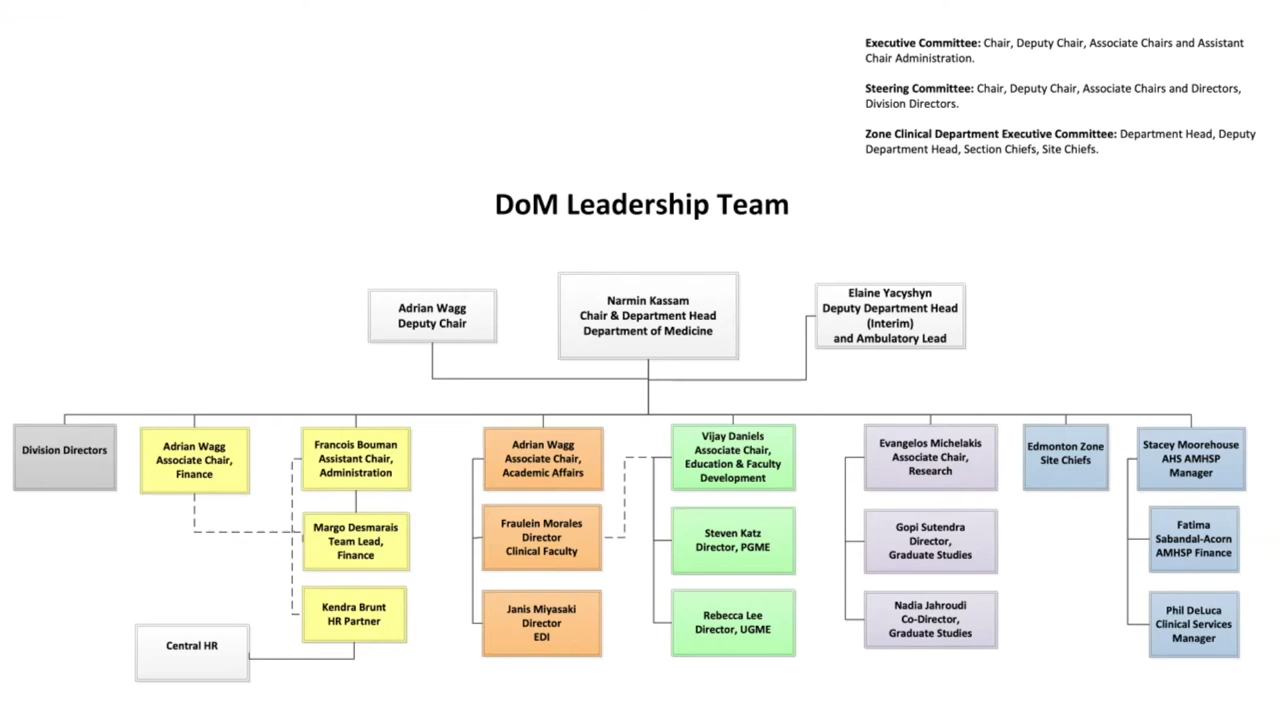 Executive Committee: Chair, Deputy Chair, Associate Chairs and Assistant
Chair Administration.
Steering Committee: Chair, Deputy Chair, Associate Chairs and Directors,
Division Directors.
Zone Clinical Department Executive Committee: Department Head, Deputy
Department Head, Section Chiefs, Site Chiefs.
DoM Leadership Team
Adrian Wagg
Deputy Chair
Narmin Kassam
Chair & Department Head
Department of Medicine
Elaine Yacyshyn
Deputy Department Head
(Interim)
and Ambulatory Lead
Division Directors
Adrian Wagg
Associate Chair,
Finance
Francois Bouman
Assistant Chair,
Administration
Margo Desmarais
Team Lead,
Finance
Kendra Brunt
HR Partner
Central HR
Adrian Wagg
Associate Chair,
Academic Affairs
Fraulein Morales
Director
Clinical Faculty
Janis Miyasaki
Director
EDI
Vijay Daniels
Associate Chair,
Education & Faculty
Development
Steven Katz
Director, PGME
Rebecca Lee
Director, UGME
Evangelos Michelakis
Associate Chair,
Research
Gopi Sutendra
Director,
Graduate Studies
Nadia Jahroudi
Co-Director,
Graduate Studies
Edmonton Zone
Site Chiefs
Stacey Moorehouse
AHS AMHSP
Manager
Fatima
Sabandal-Acorn
AMHSP Finance
Phil DeLuca
Clinical Services
Manager